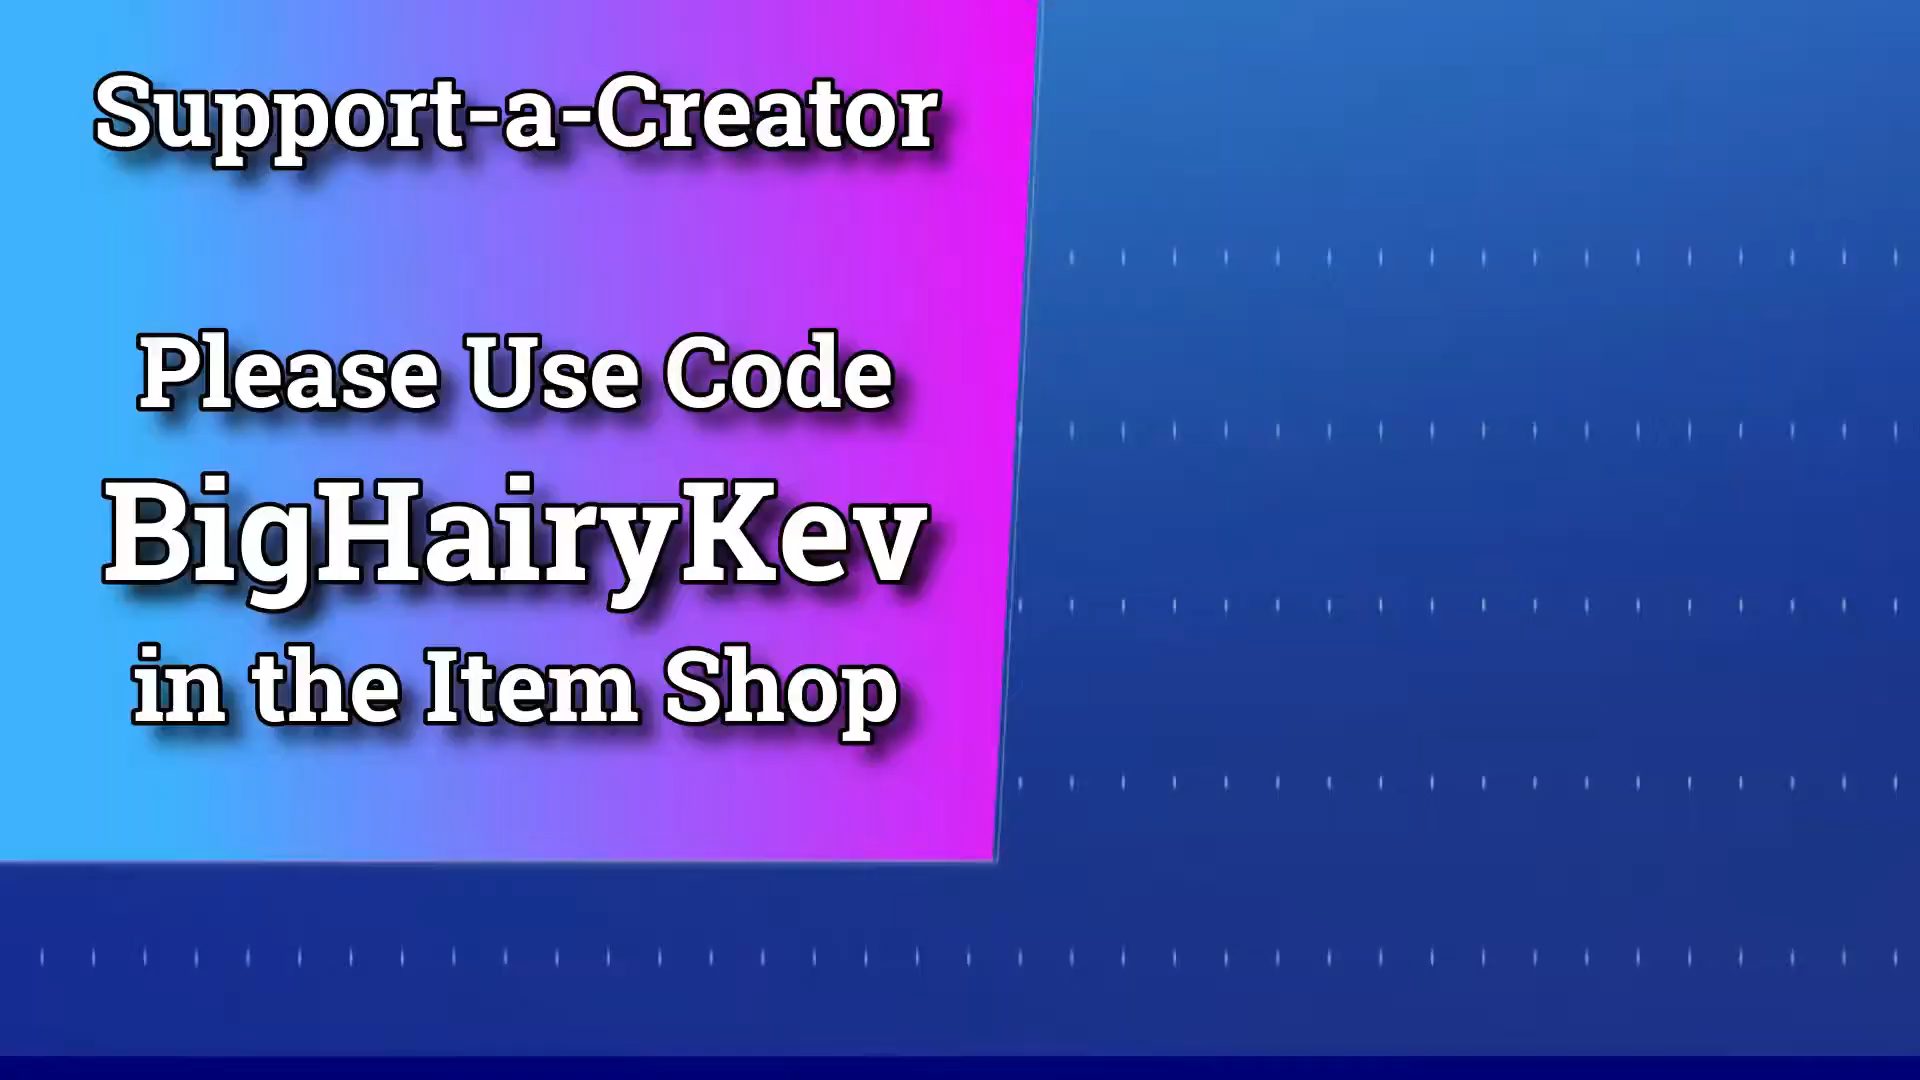 Support-a-Creator
Please Use Code
BigHairyKev
in the Item Shop